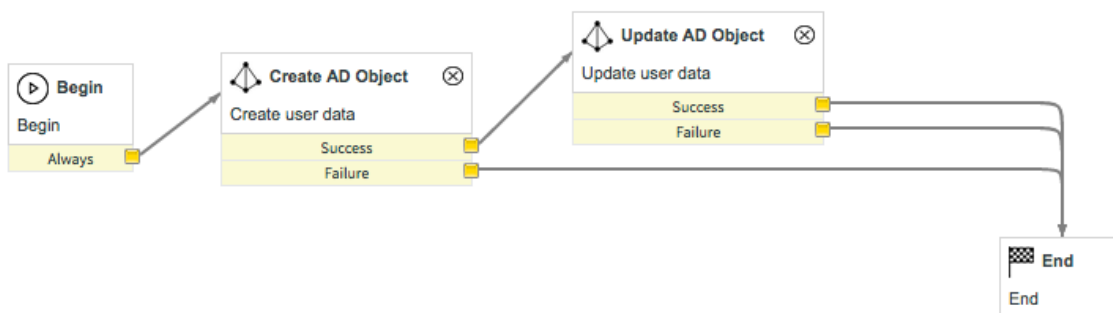 Begin
Begin
Always
Create AD Object
Create user data
Success
Failure
Update AD Object
Update user data
Success
Failure
End
End